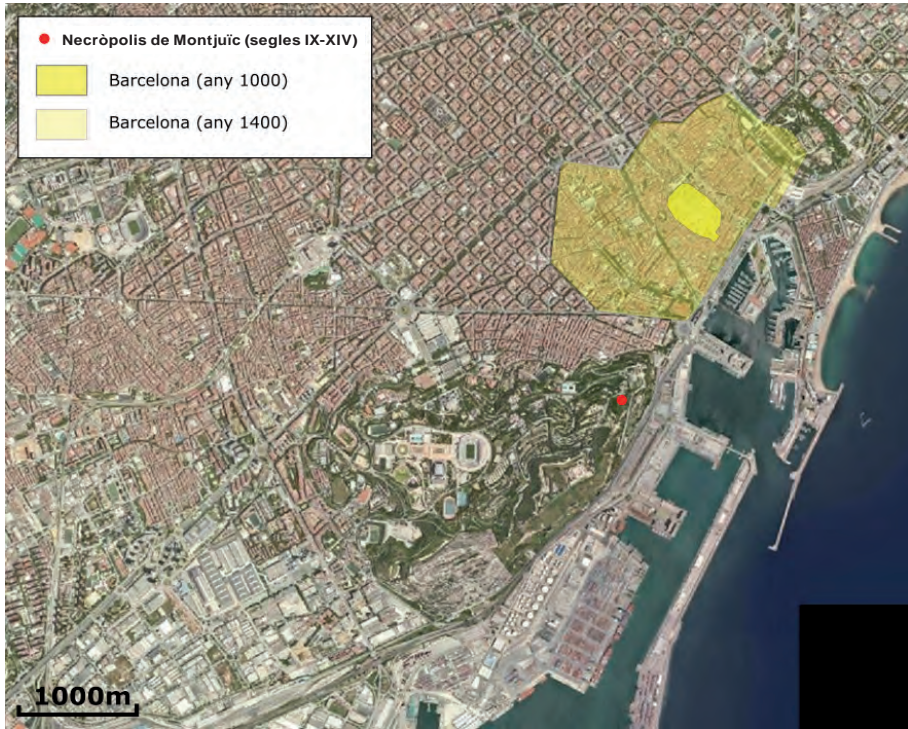 Necròpolis de Montjuïc (segles IX-XIV)
Barcelona (any 1000)
Barcelona (any 1400)
1000m